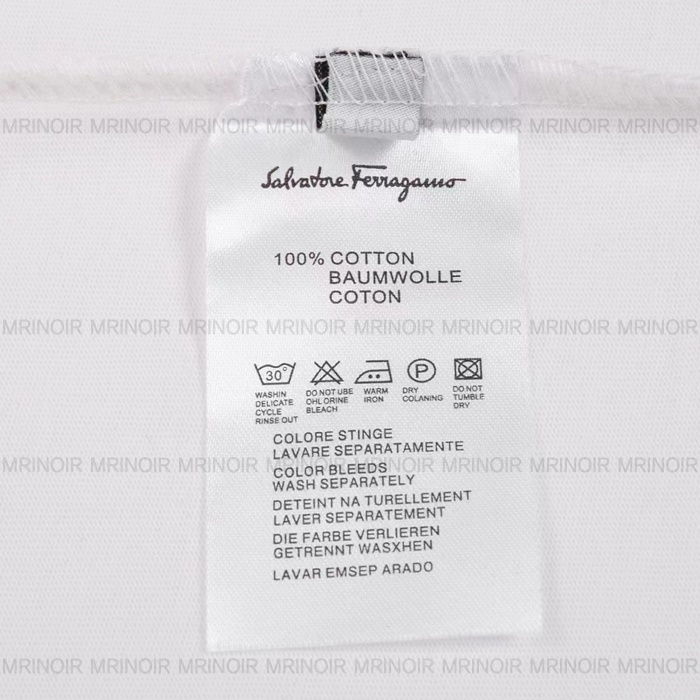 MRINOIR MRINOIR MRINOIR MRINOIR MRINOIR MRINOIR MRINOIR MRINOIR
Salvatore Ferragamo
100% COTTON
BAUMWOLLE
COTON
MRINOIR MRINOIR MRINOIR MRINOIR MRINOIR MRINOIR MRINOIR MRINOIR
30° P
WASHIN DELICATE CYCLE RINSE OUT
DO NOT UBE CHLORINE BLEACH
WARM IRON
DRY COLANING
DO NOT TUMBLE DRY
COLORE STINGE
LAVARE SEPARATAMENTE
MRINOIR MRINOIR MRINOIR MRINOIR MRINOIR MRINOIR MRINOIR MRINOIR
COLOR BLEEDS
WASH SEPARATELY
DETEINT NA TURELLEMENT
LAVER SEPARATEMENT
DIE FARBE VERLIEREN
GETRENNT WASXHEN
LAVAR EMSEP ARADO
MRINOIR MRINOIR MRINOIR MRINOIR MRINOIR MRINOIR MRINOIR MRINOIR